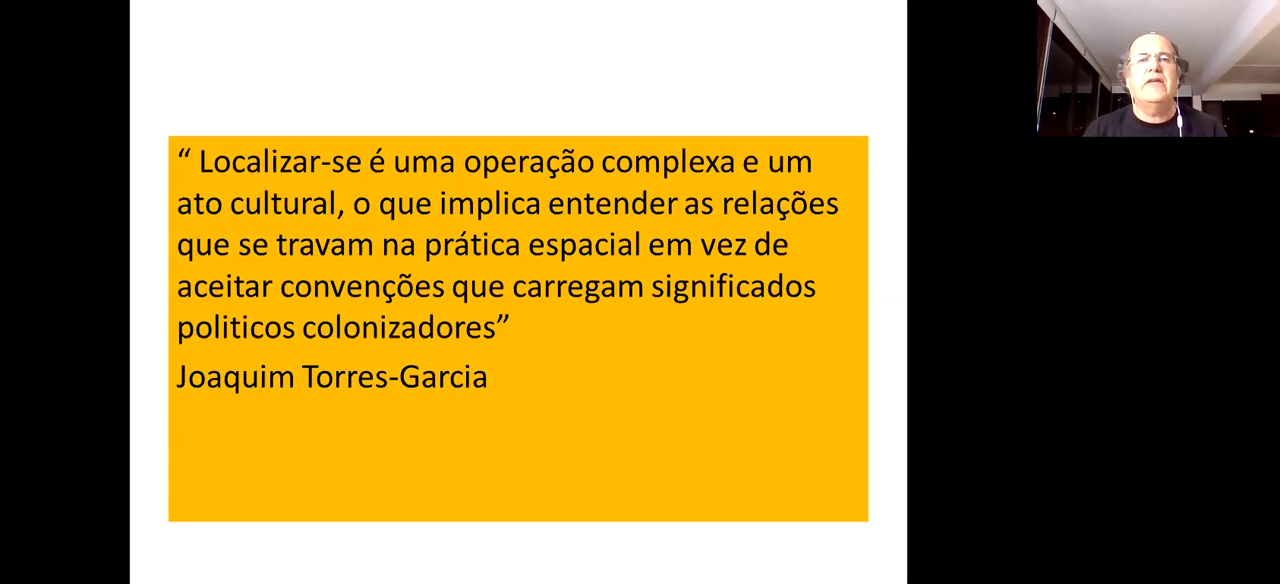 “ Localizar-se é uma operação complexa e um
ato cultural, o que implica entender as relações
que se travam na prática espacial em vez de
aceitar convenções que carregam significados
politicos colonizadores”
Joaquim Torres-Garcia